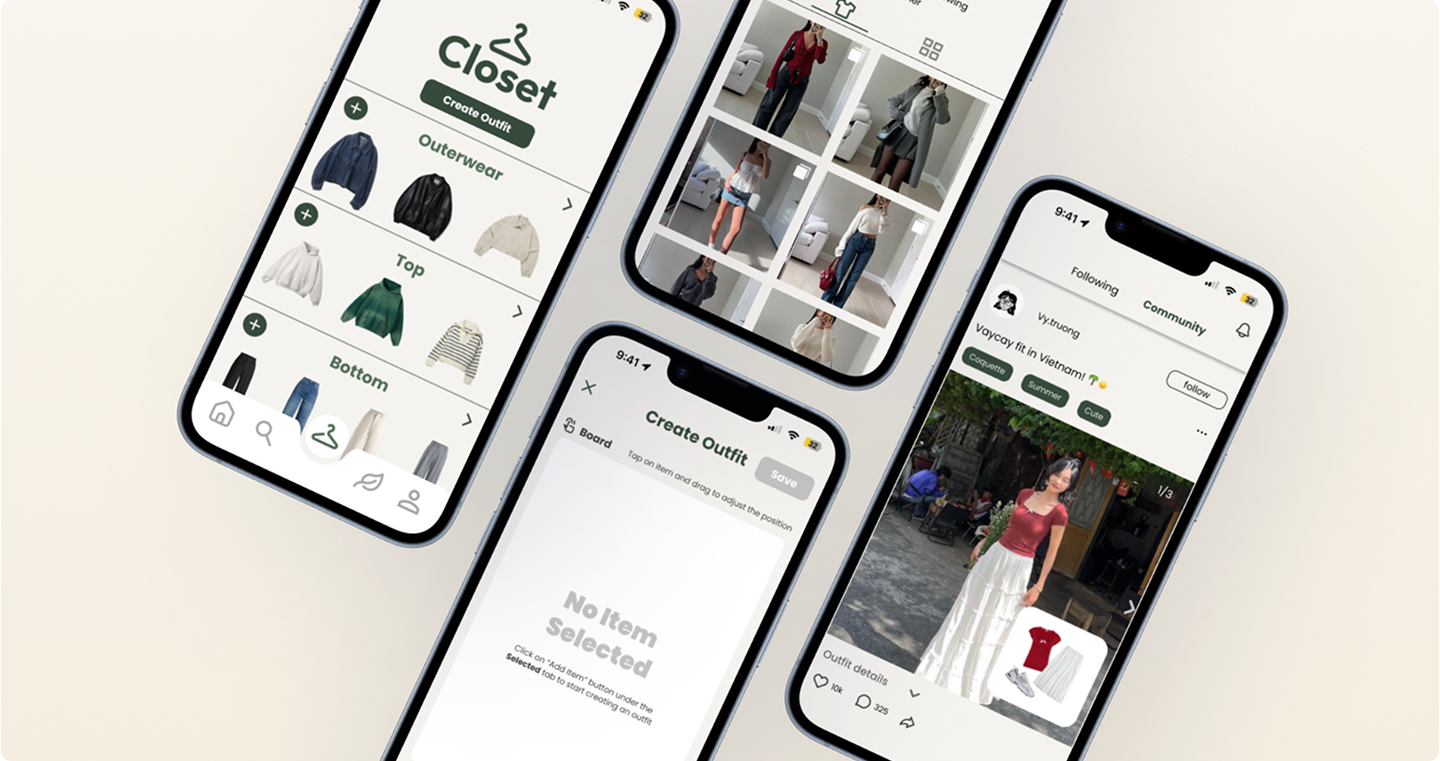 32
Closet
Create Outfit
Outerwear
Top
Bottom
9:41
32
Create Outfit
Save
Board
Tap on item and drag to adjust the position
No Item
Selected
Click on "Add Item" button under the
Selected tab to start creating an outfit
9:41
32
Following
Community
Vy.truong
follow
Vaycay fit in Vietnam!
Coquette
Summer
Cute
1/3
Outfit details
10k
325